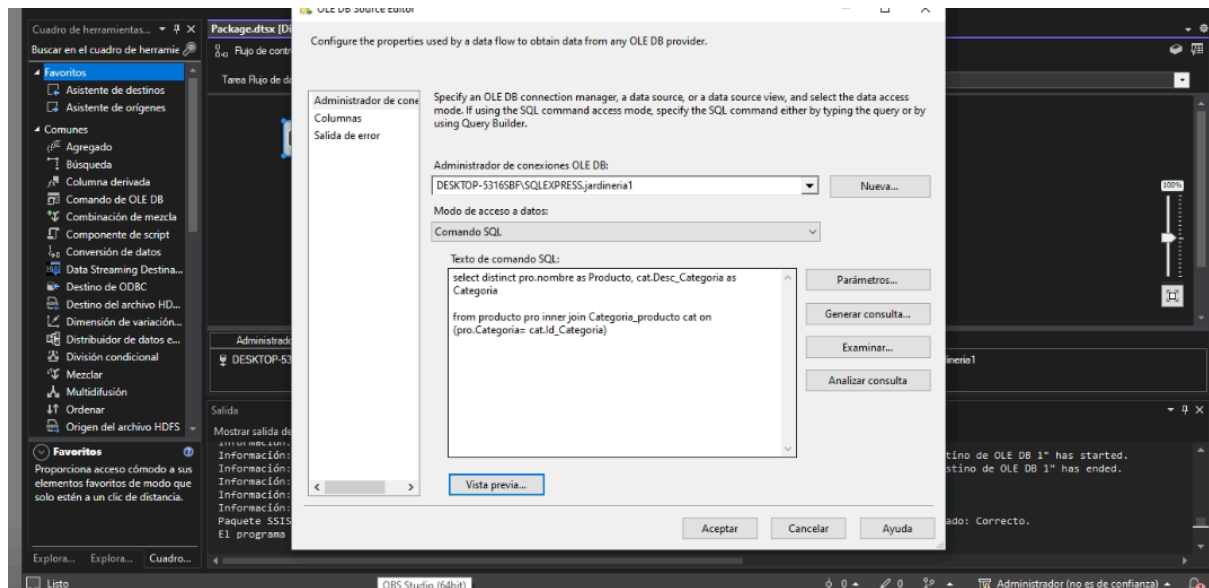 OLE DB Source Editor
Cuadro de herramientas...
Package.dtsx [Di
Buscar en el cuadro de herramie
Flujo de contr
Tarea Flujo de da
Favoritos
Asistente de destinos
Asistente de orígenes
Comunes
Agregado
Búsqueda
Columna derivada
Comando de OLE DB
Combinación de mezcla
Componente de script
Conversión de datos
Data Streaming Destina...
Destino de ODBC
Destino del archivo HD...
Dimensión de variación...
Distribuidor de datos e...
División condicional
Mezclar
Multidifusión
Ordenar
Origen del archivo HDFS
Favoritos
Proporciona acceso cómodo a sus
elementos favoritos de modo que
solo estén a un clic de distancia.
Explora...
Explora...
Cuadro...
Configure the properties used by a data flow to obtain data from any OLE DB provider.
Administrador de cone
Columnas
Salida de error
Specify an OLE DB connection manager, a data source, or a data source view, and select the data access
mode. If using the SQL command access mode, specify the SQL command either by typing the query or by
using Query Builder.
Administrador de conexiones OLE DB:
DESKTOP-5316SBF\SQLEXPRESS.jardineria1
Nueva...
Modo de acceso a datos:
Comando SQL
Texto de comando SQL:
select distinct pro.nombre as Producto, cat.Desc_Categoria as
Categoria
from producto pro inner join Categoria_producto cat on
(pro.Categoria= cat.Id_Categoria)
Parámetros...
Generar consulta...
Examinar...
Analizar consulta
Vista previa...
Aceptar
Cancelar
Ayuda
100%
Administrado
DESKTOP-53
ineria1
Salida
Mostrar salida de
Información:
Información:
Información:
Información:
Información:
Información:
Paquete SSIS
El programa
tino de OLE DB 1" has started.
stino de OLE DB 1" has ended.
ado: Correcto.
Listo
OBS Studio (64bit)
0
0
Administrador (no es de confianza)